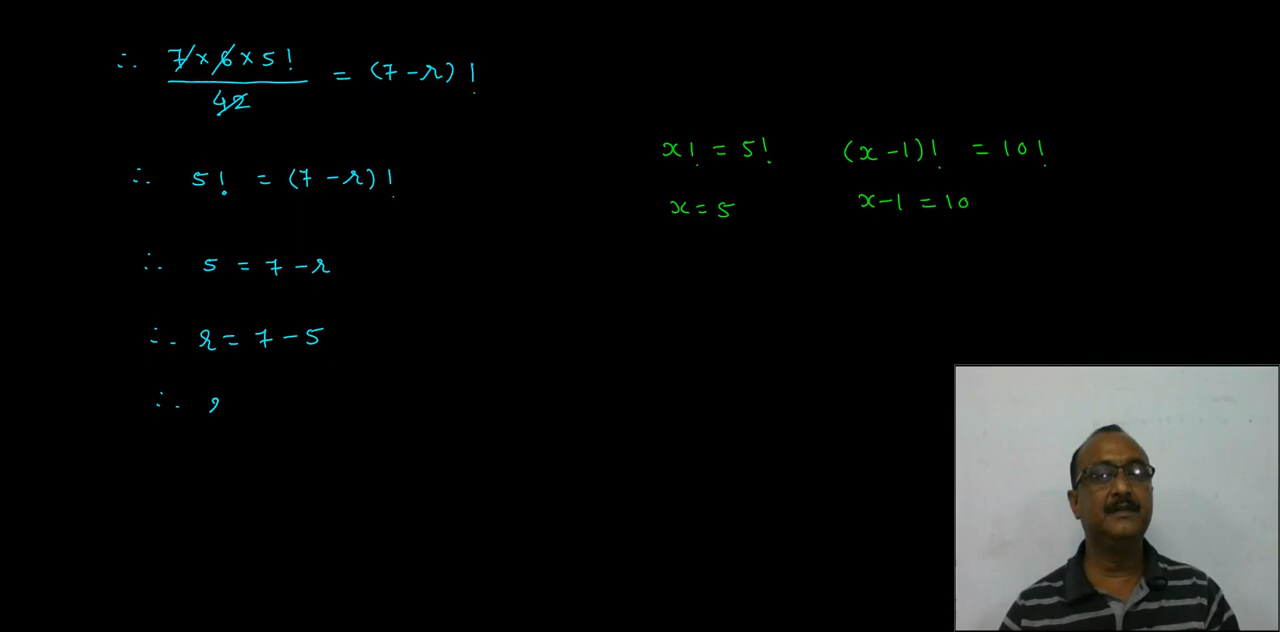 ∴ 7 × 6 × 5! / 42 = (7 - r)!
∴ 5! = (7 - r)!
∴ 5 = 7 - r
∴ r = 7 - 5
∴
x! = 5! (x - 1)! = 10!
x = 5 x - 1 = 10